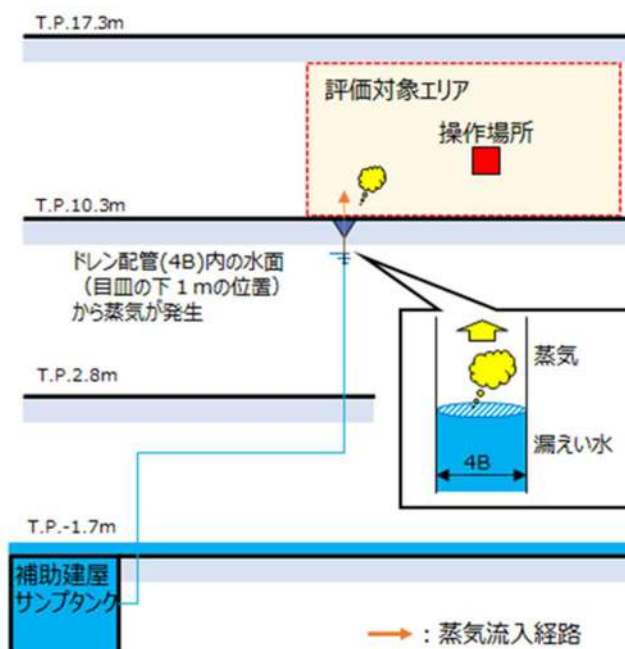 T.P.17.3m
評価対象エリア
操作場所
T.P.10.3m
ドレン配管(4B)内の水面
（目皿の下１ｍの位置）
から蒸気が発生
蒸気
漏えい水
4B
T.P.2.8m
T.P.-1.7m
補助建屋
サンプタンク
：蒸気流入経路